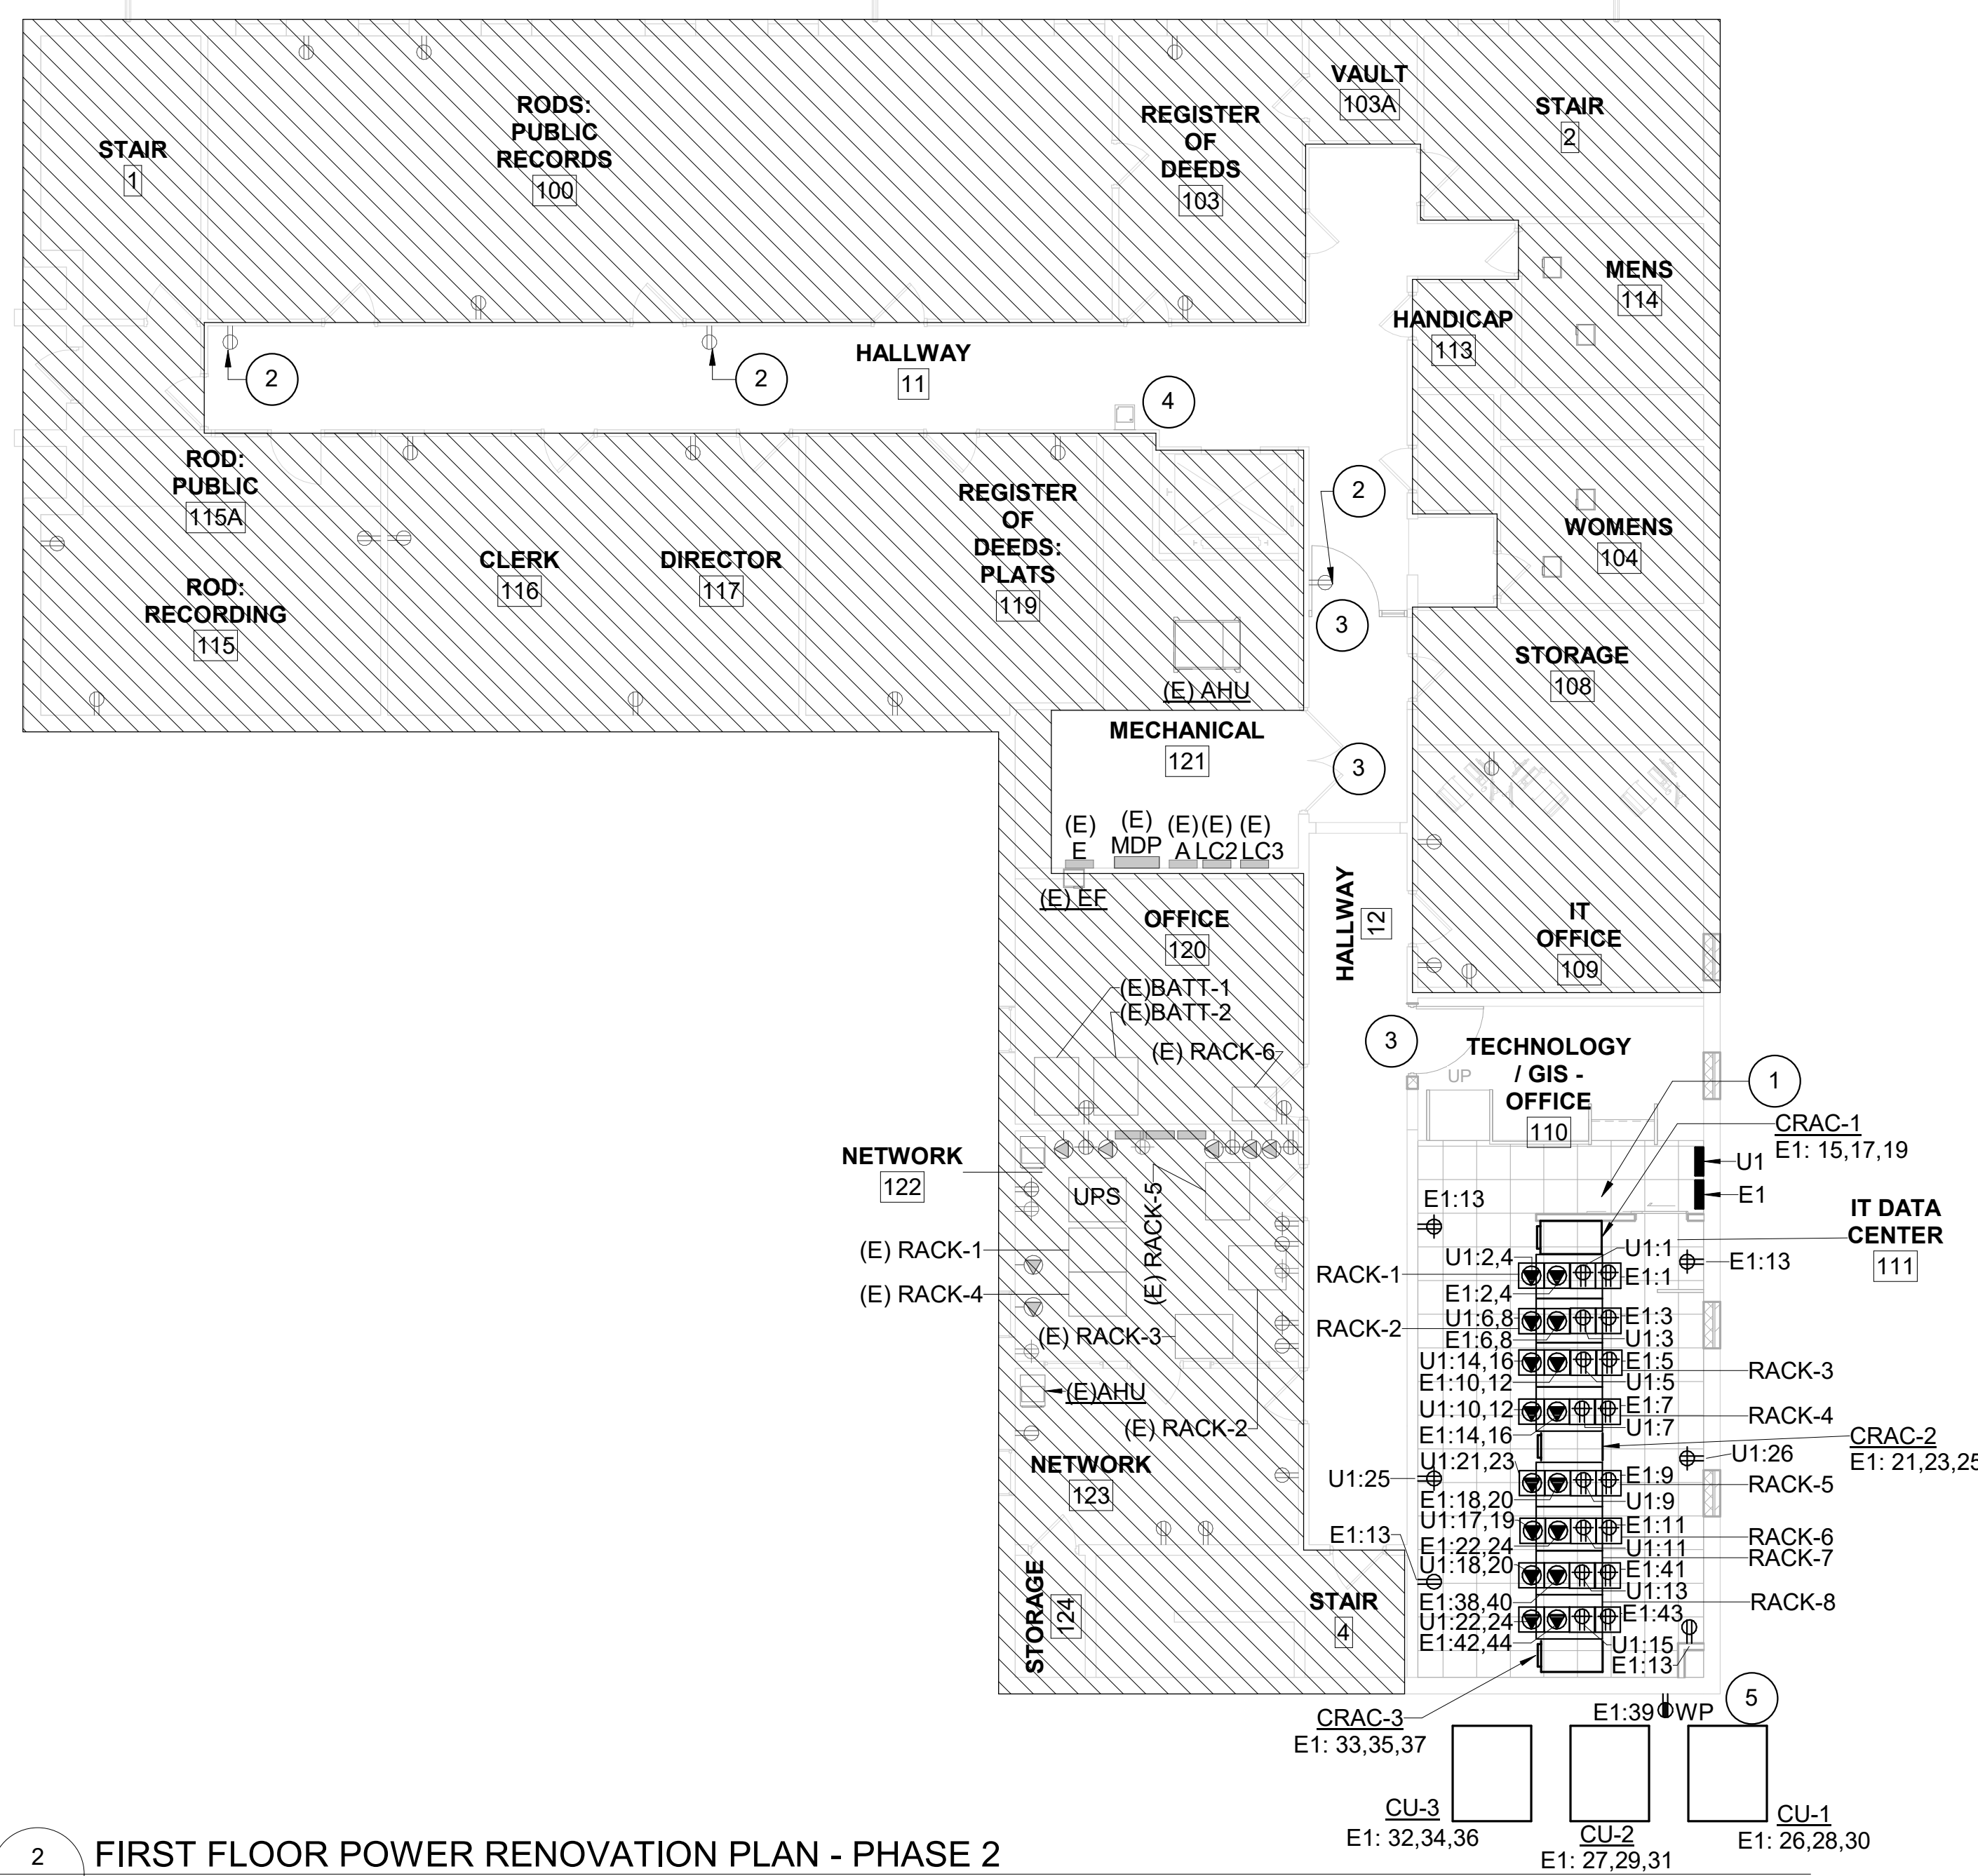 VAULT
103A
STAIR
2
RODS:
PUBLIC
RECORDS
100
REGISTER
OF
DEEDS
103
STAIR
1
MENS
114
HANDICAP
113
HALLWAY
11
2
2
4
ROD:
PUBLIC
115A
ROD:
RECORDING
115
CLERK
116
DIRECTOR
117
REGISTER
OF
DEEDS:
PLATS
119
2
WOMENS
104
3
STORAGE
108
(E) AHU
MECHANICAL
121
3
(E)
E
(E)
MDP
(E)
A
(E)
LC2
(E)
LC3
(E) EF
OFFICE
120
HALLWAY
12
IT
OFFICE
109
(E)BATT-1
(E)BATT-2
(E) RACK-6
3
TECHNOLOGY
/ GIS -
OFFICE
110
UP
1
CRAC-1
E1: 15,17,19
U1
E1
NETWORK
122
UPS
(E) RACK-5
(E) RACK-1
(E) RACK-4
(E) RACK-3
(E)AHU
(E) RACK-2
NETWORK
123
STORAGE
124
STAIR
4
IT DATA
CENTER
111
E1:13
E1:13
RACK-1
U1:2,4
E1:2,4
U1:1
E1:1
RACK-2
U1:6,8
E1:6,8
E1:3
U1:3
U1:14,16
E1:10,12
E1:5
U1:5
RACK-3
U1:10,12
E1:14,16
E1:7
U1:7
RACK-4
CRAC-2
E1: 21,23,25
U1:26
U1:25
U1:21,23
E1:18,20
E1:9
U1:9
RACK-5
U1:17,19
E1:22,24
E1:11
U1:11
RACK-6
E1:13
U1:18,20
E1:38,40
E1:41
U1:13
RACK-7
U1:22,24
E1:42,44
E1:43
U1:15
RACK-8
E1:13
E1:39
WP
5
CRAC-3
E1: 33,35,37
CU-3
E1: 32,34,36
CU-2
E1: 27,29,31
CU-1
E1: 26,28,30
2
FIRST FLOOR POWER RENOVATION PLAN - PHASE 2